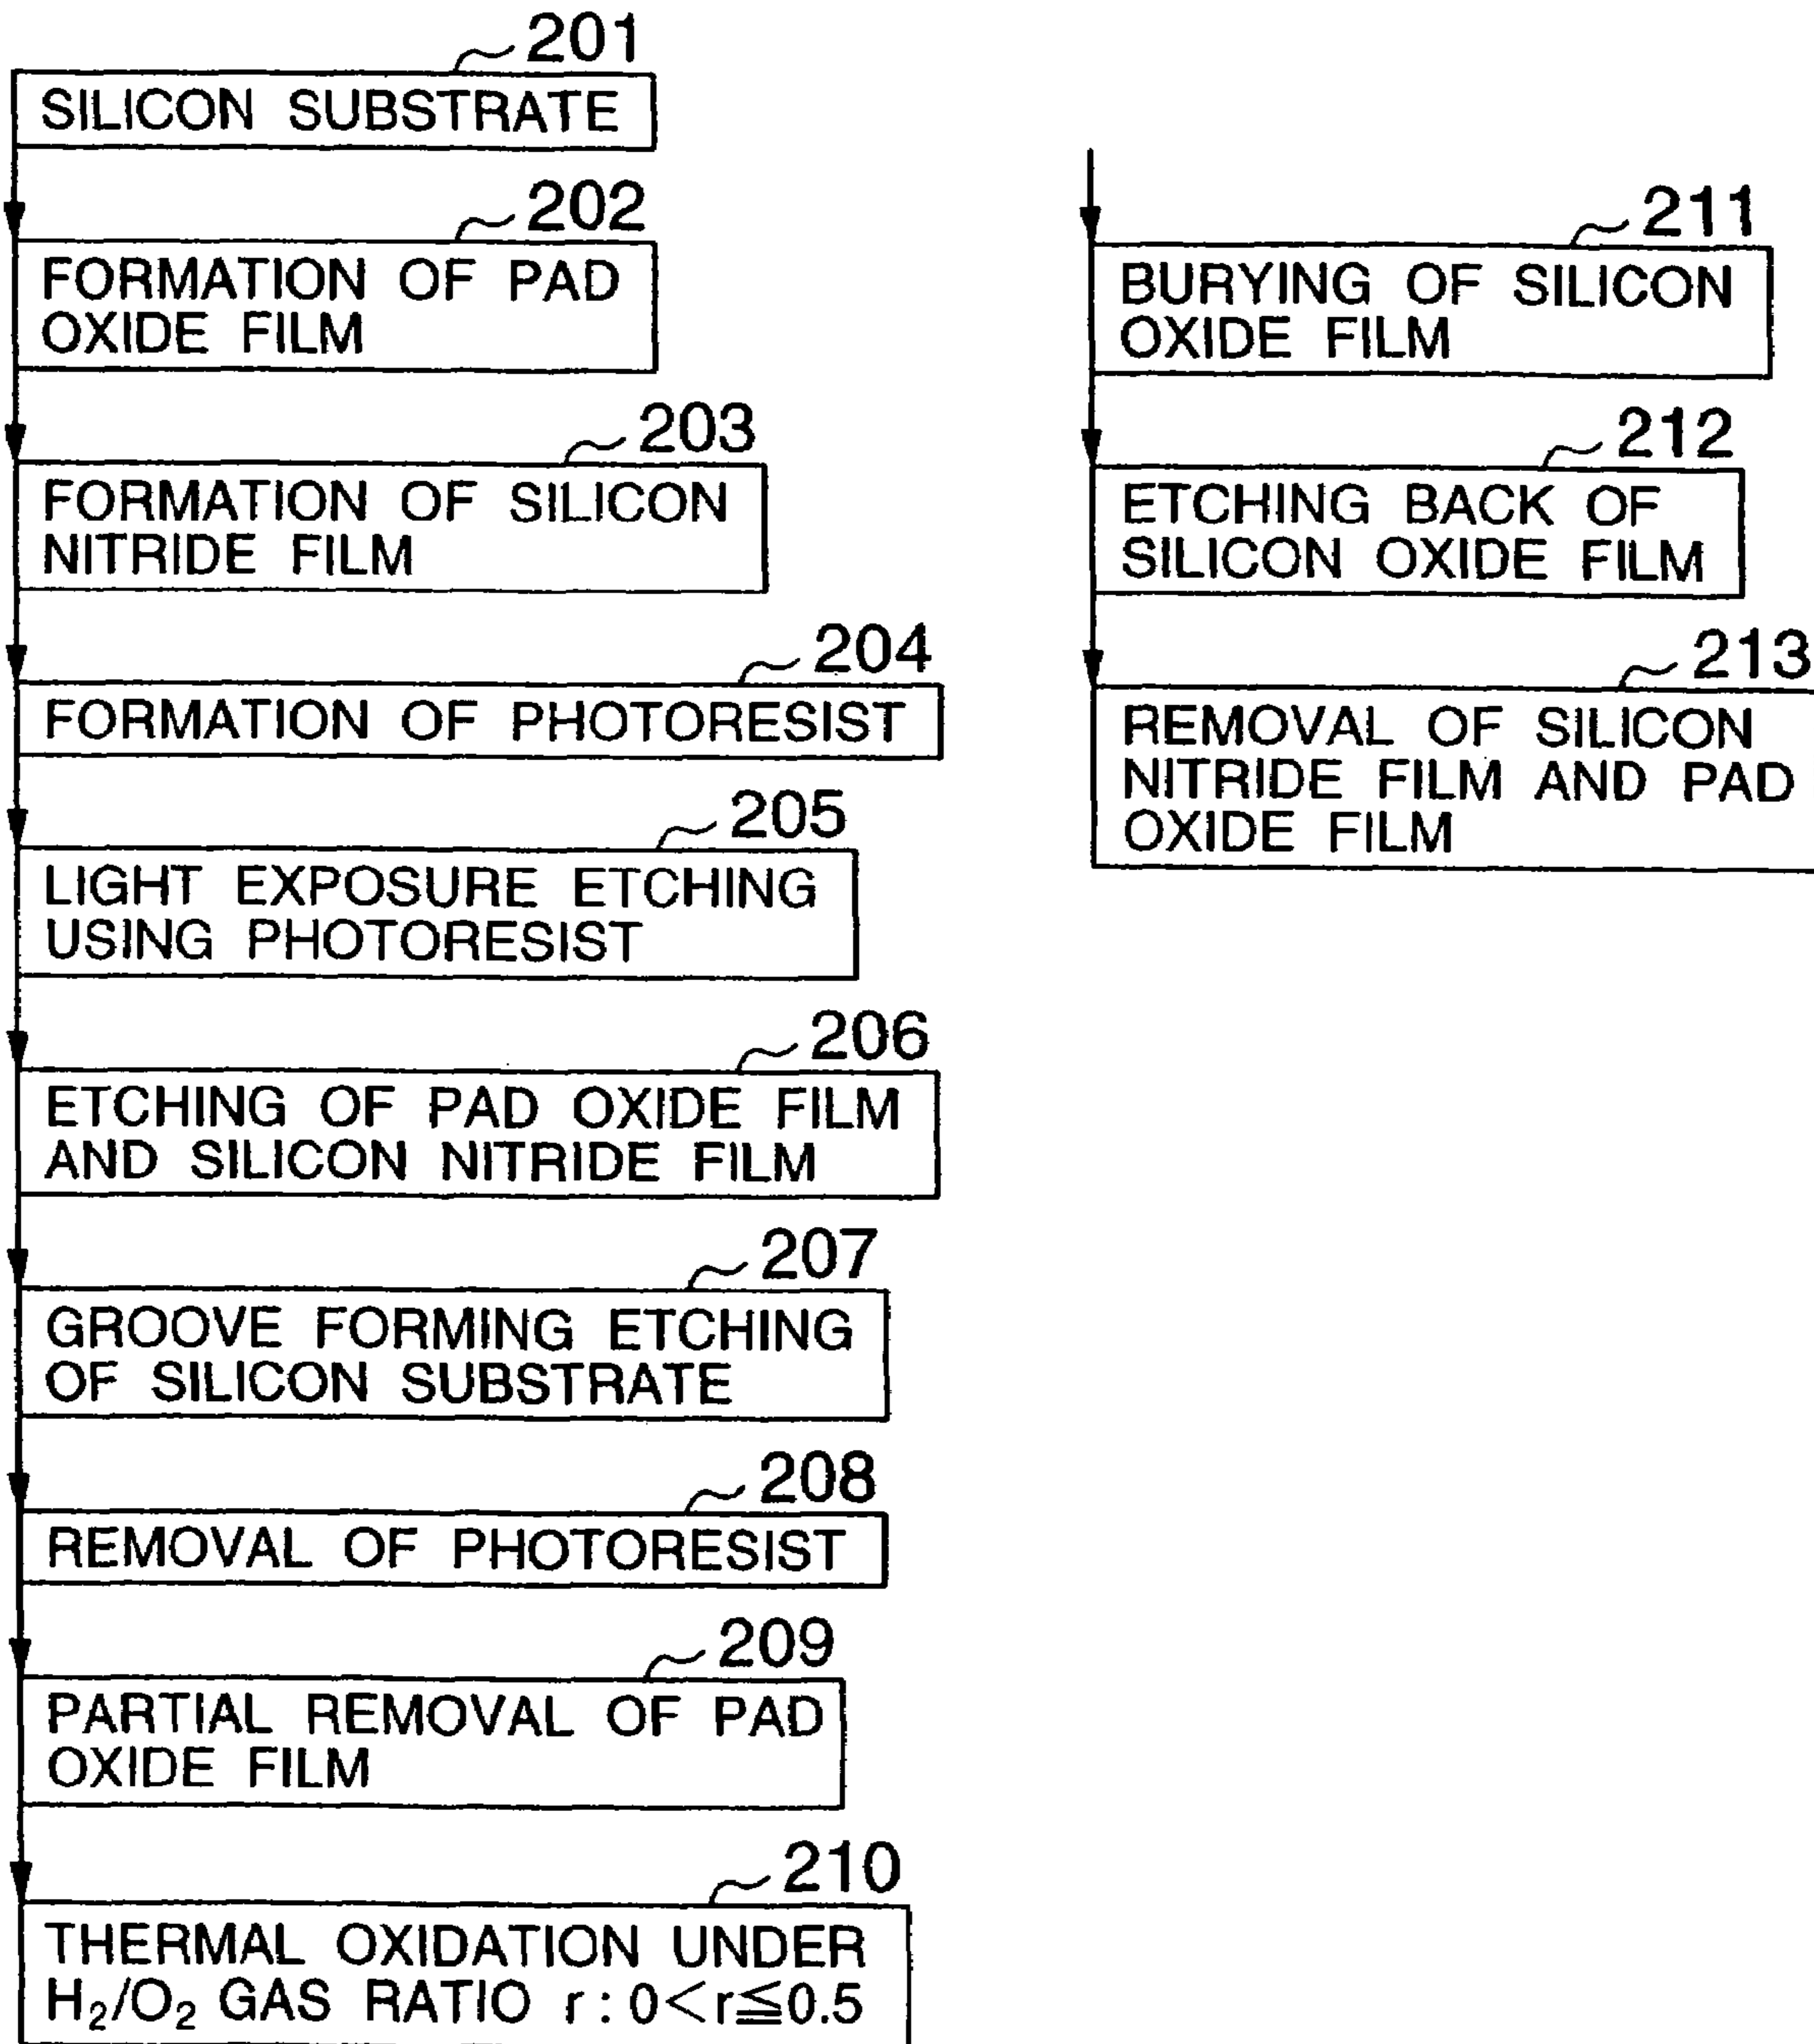 201
SILICON SUBSTRATE
202
FORMATION OF PAD
OXIDE FILM
203
FORMATION OF SILICON
NITRIDE FILM
204
FORMATION OF PHOTORESIST
205
LIGHT EXPOSURE ETCHING
USING PHOTORESIST
206
ETCHING OF PAD OXIDE FILM
AND SILICON NITRIDE FILM
207
GROOVE FORMING ETCHING
OF SILICON SUBSTRATE
208
REMOVAL OF PHOTORESIST
209
PARTIAL REMOVAL OF PAD
OXIDE FILM
210
THERMAL OXIDATION UNDER
H₂/O₂ GAS RATIO r : 0<r≦0.5
211
BURYING OF SILICON
OXIDE FILM
212
ETCHING BACK OF
SILICON OXIDE FILM
213
REMOVAL OF SILICON
NITRIDE FILM AND PAD
OXIDE FILM